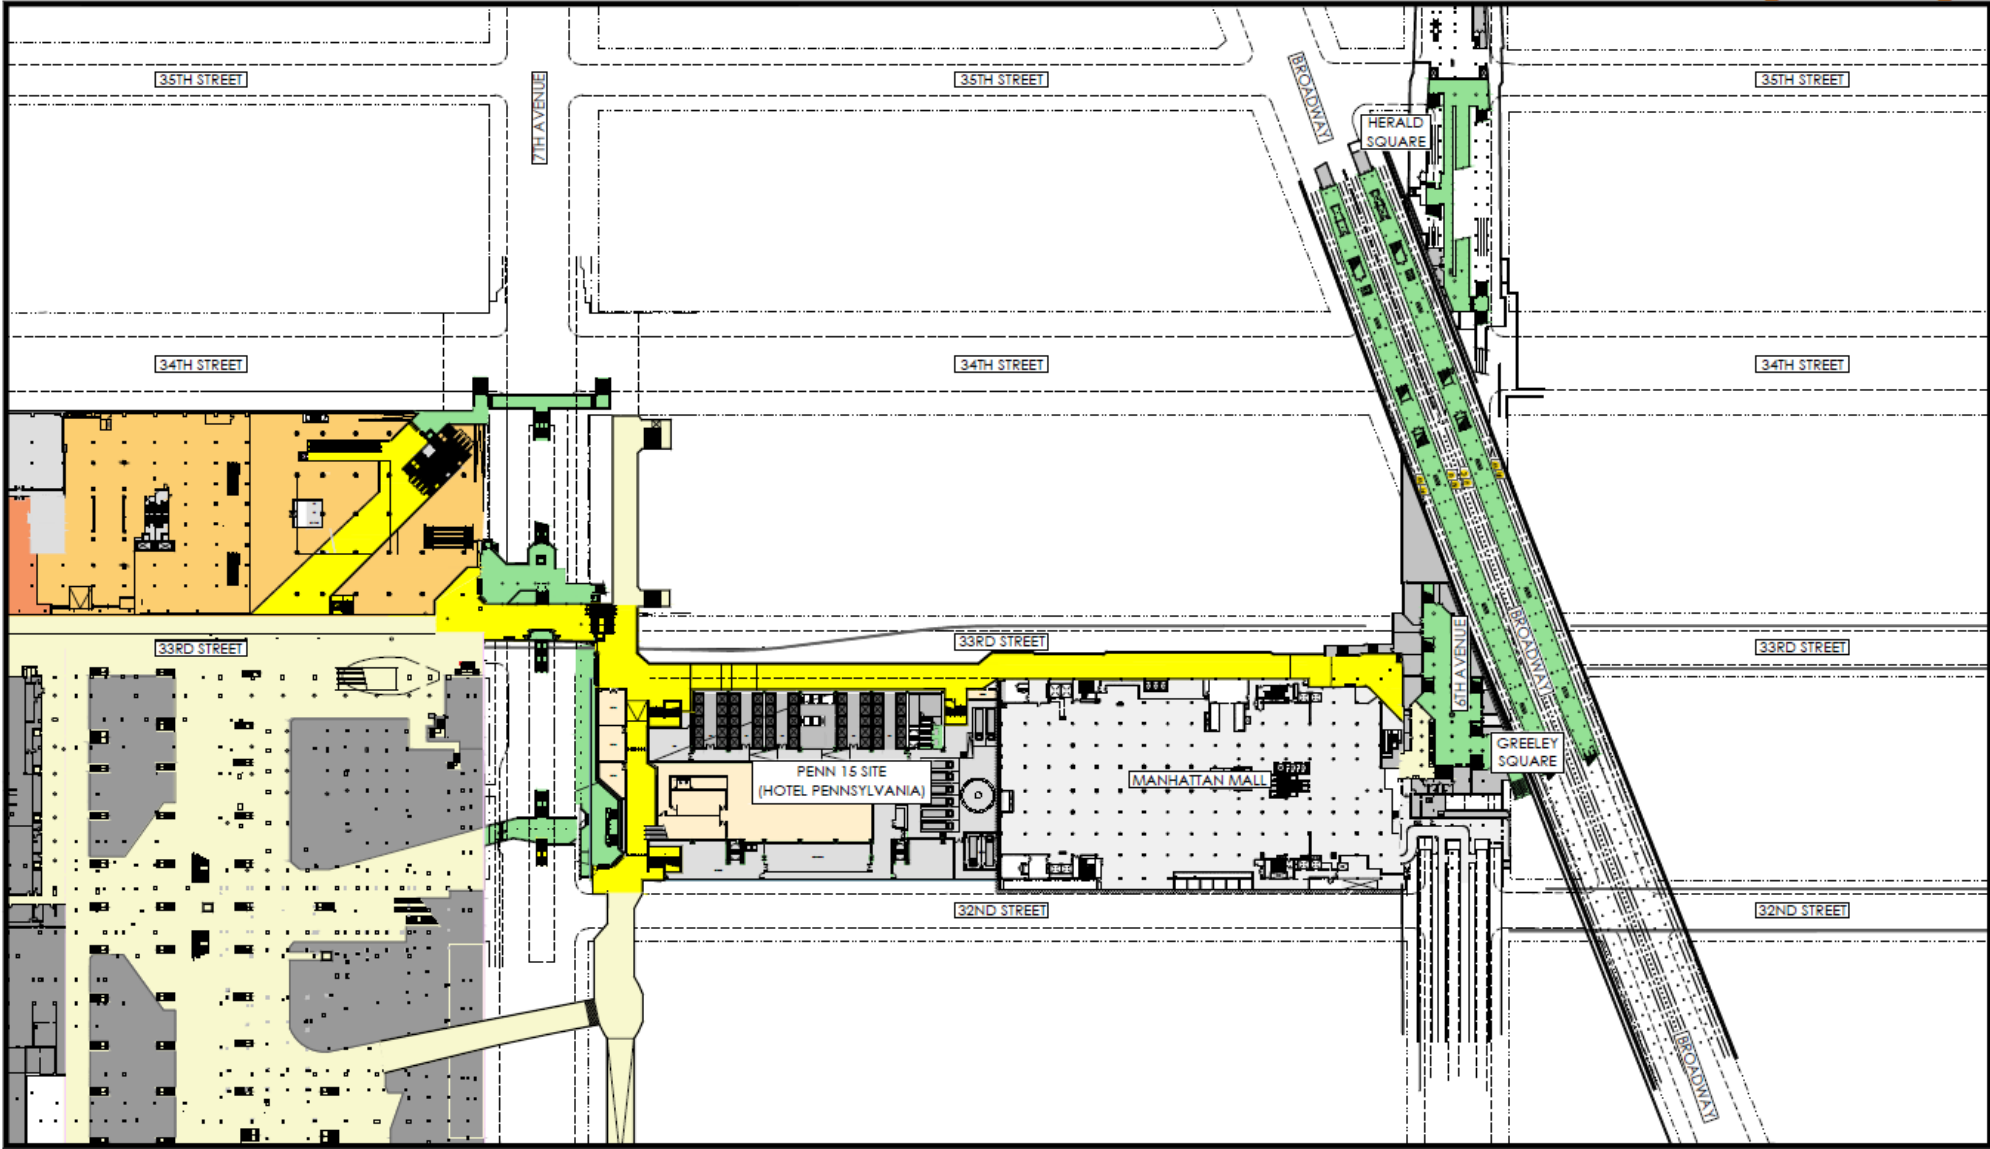 35TH STREET
7TH AVENUE
35TH STREET
BROADWAY
HERALD
SQUARE
35TH STREET
34TH STREET
34TH STREET
34TH STREET
33RD STREET
33RD STREET
6TH AVENUE
BROADWAY
33RD STREET
PENN 15 SITE
(HOTEL PENNSYLVANIA)
MANHATTAN MALL
GREELEY
SQUARE
32ND STREET
32ND STREET
BROADWAY